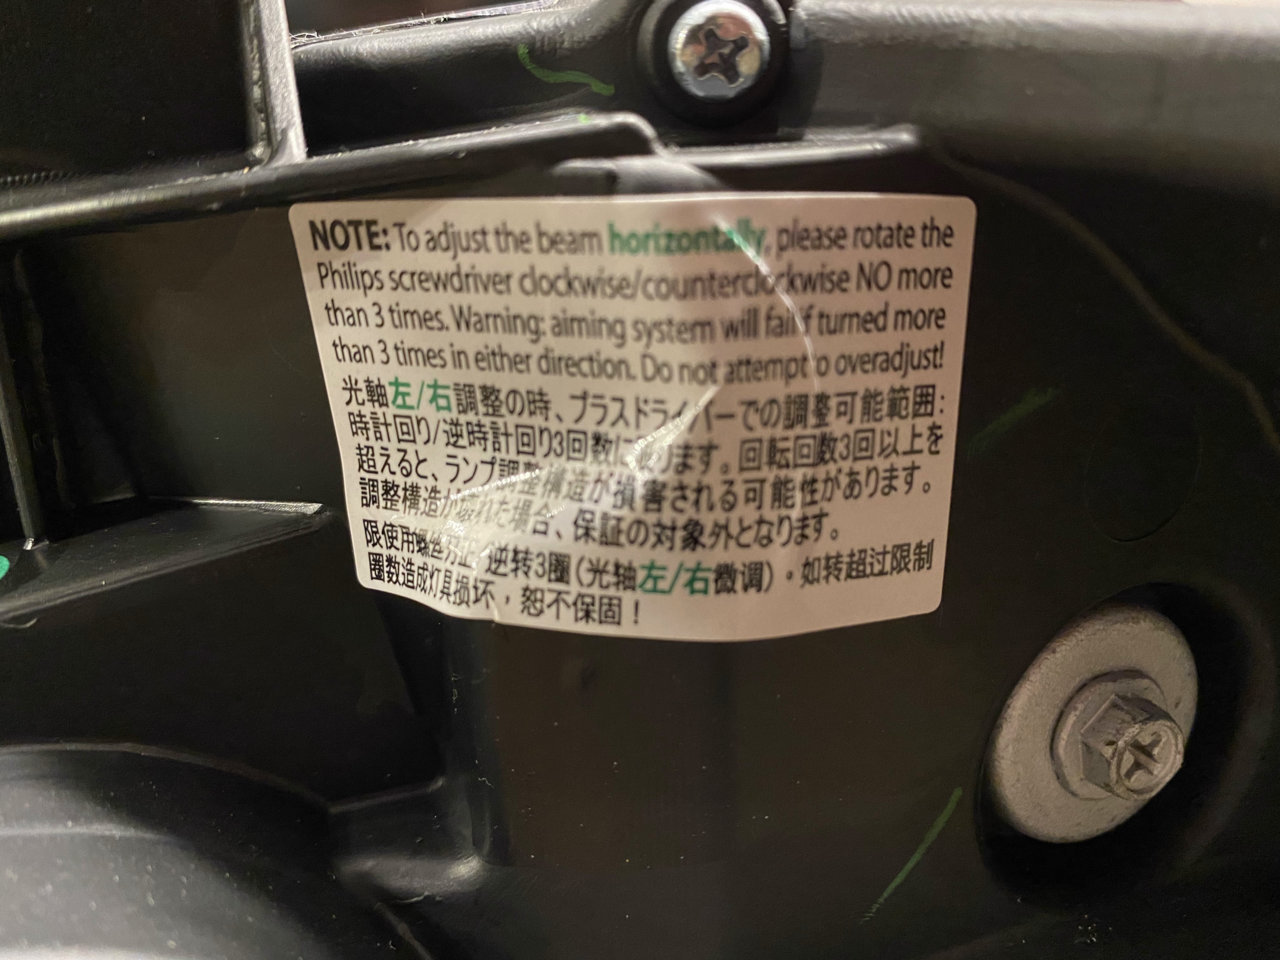 NOTE: To adjust the beam horizontally, please rotate the
Philips screwdriver clockwise/counterclockwise NO more
than 3 times. Warning: aiming system will fail if turned more
than 3 times in either direction. Do not attempt to overadjust!
光軸左/右調整の時、プラスドライバーでの調整可能範囲:
時計回り/逆時計回り3回数になります。回転回数3回以上を
超えると、ランプ調整構造が損害される可能性があります。
調整構造が壊れた場合、保証の対象外となります。
限使用螺丝 逆转3圈(光轴左/右微调)。如转超过限制
圈数造成灯具损坏,恕不保固!